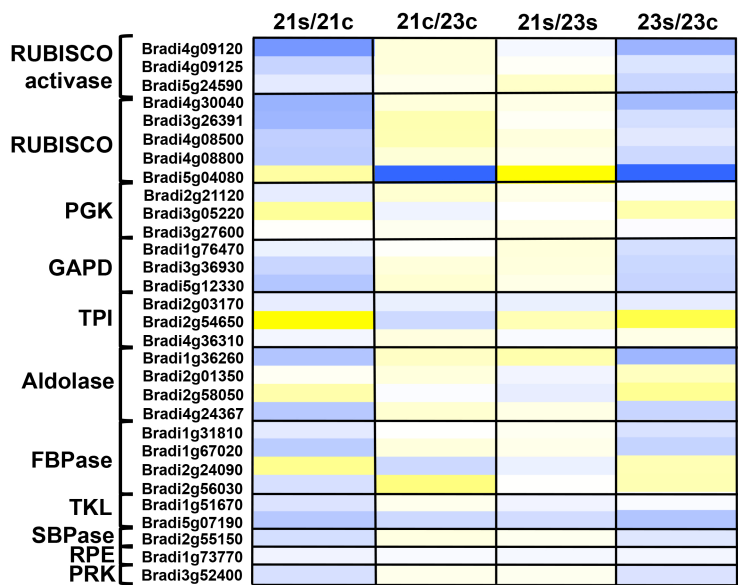 21s/21c 21c/23c 21s/23s 23s/23c
RUBISCO activase
Bradi4g09120
Bradi4g09125
Bradi5g24590
RUBISCO
Bradi4g30040
Bradi3g26391
Bradi4g08500
Bradi4g08800
Bradi5g04080
PGK
Bradi2g21120
Bradi3g05220
Bradi3g27600
GAPD
Bradi1g76470
Bradi3g36930
Bradi5g12330
TPI
Bradi2g03170
Bradi2g54650
Bradi4g36310
Aldolase
Bradi1g36260
Bradi2g01350
Bradi2g58050
Bradi4g24367
FBPase
Bradi1g31810
Bradi1g67020
Bradi2g24090
Bradi2g56030
TKL
Bradi1g51670
Bradi5g07190
SBPase
Bradi2g55150
RPE
Bradi1g73770
PRK
Bradi3g52400